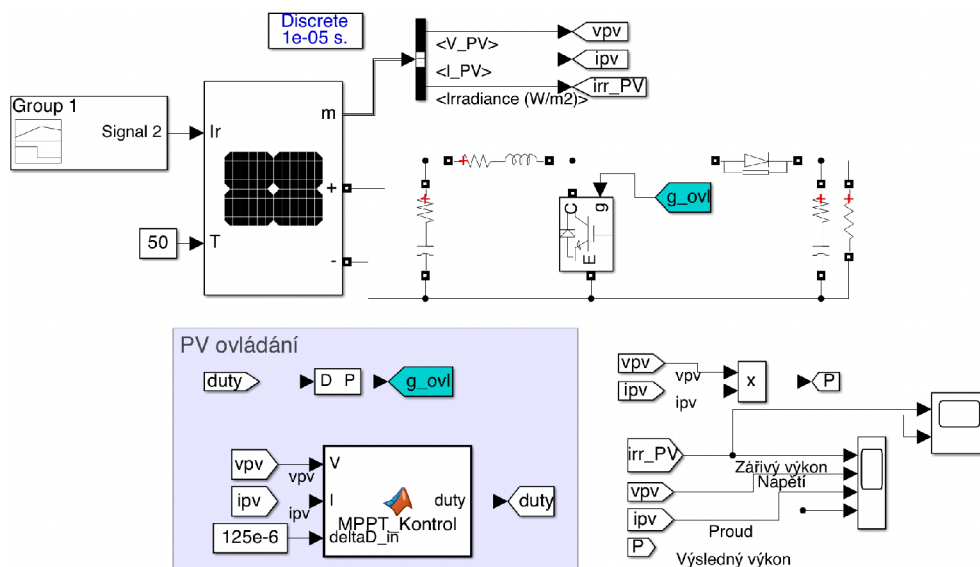 Discrete
1e-05 s.
<V_PV>
<I_PV>
<Irradiance (W/m2)>
vpv
ipv
irr_PV
Group 1
Signal 2
Ir
m
+
T
-
50
C
g
E
g_ovl
+
+
+
PV ovládání
duty
D P
g_ovl
vpv
vpv
ipv
ipv
125e-6
V
I
deltaD_in
duty
MPPT_Kontrol
duty
vpv
vpv
ipv
ipv
x
P
irr_PV
Zářivý výkon
vpv
Napětí
ipv
Proud
P
Výsledný výkon